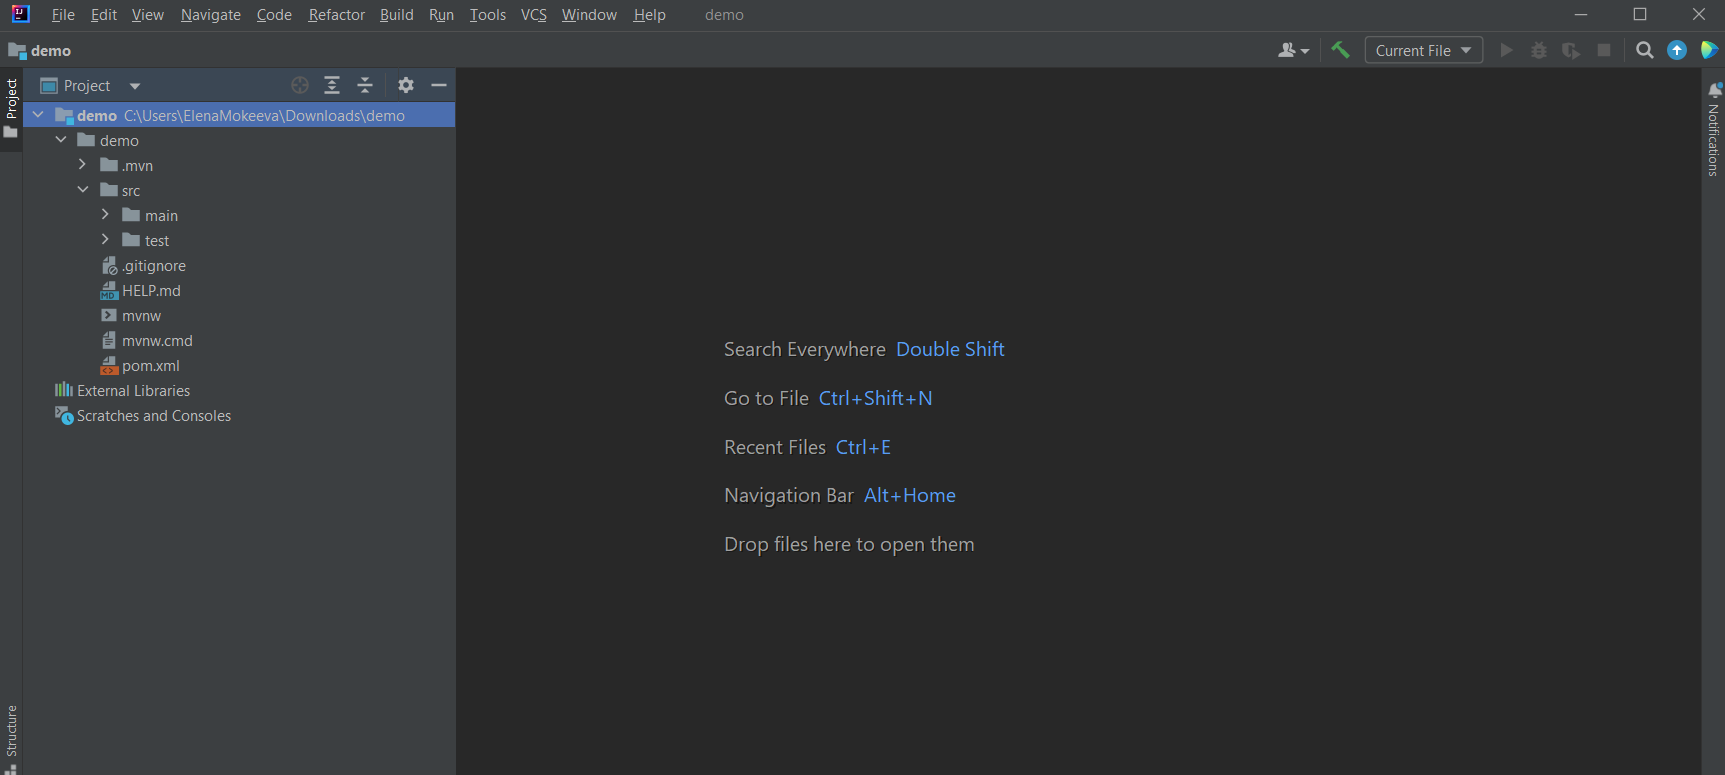 File Edit View Navigate Code Refactor Build Run Tools VCS Window Help demo
demo
Current File
Project
Project
demo C:\Users\ElenaMokeeva\Downloads\demo
demo
.mvn
src
main
test
.gitignore
HELP.md
mvnw
mvnw.cmd
pom.xml
External Libraries
Scratches and Consoles
Structure
Search Everywhere Double Shift
Go to File Ctrl+Shift+N
Recent Files Ctrl+E
Navigation Bar Alt+Home
Drop files here to open them
Notifications